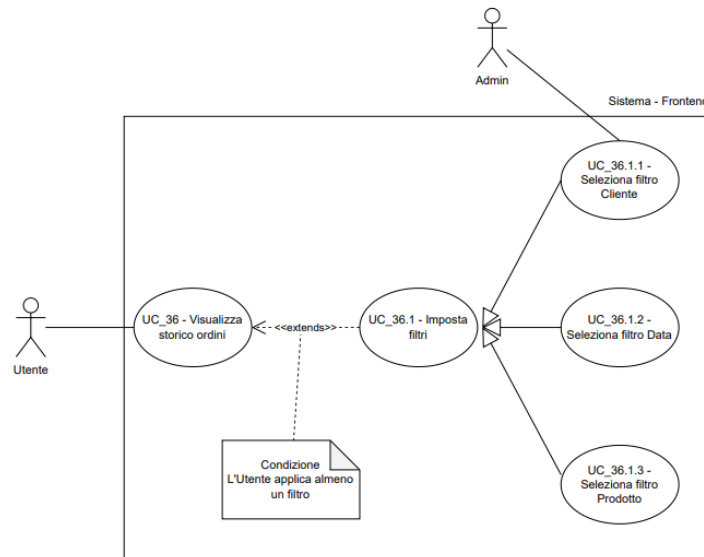 Admin
Sistema - Frontend
UC_36.1.1 -
Seleziona filtro
Cliente
UC_36 - Visualizza
storico ordini
<<extends>>
UC_36.1 - Imposta
filtri
UC_36.1.2 -
Seleziona filtro Data
Utente
Condizione
L'Utente applica almeno
un filtro
UC_36.1.3 -
Seleziona filtro
Prodotto